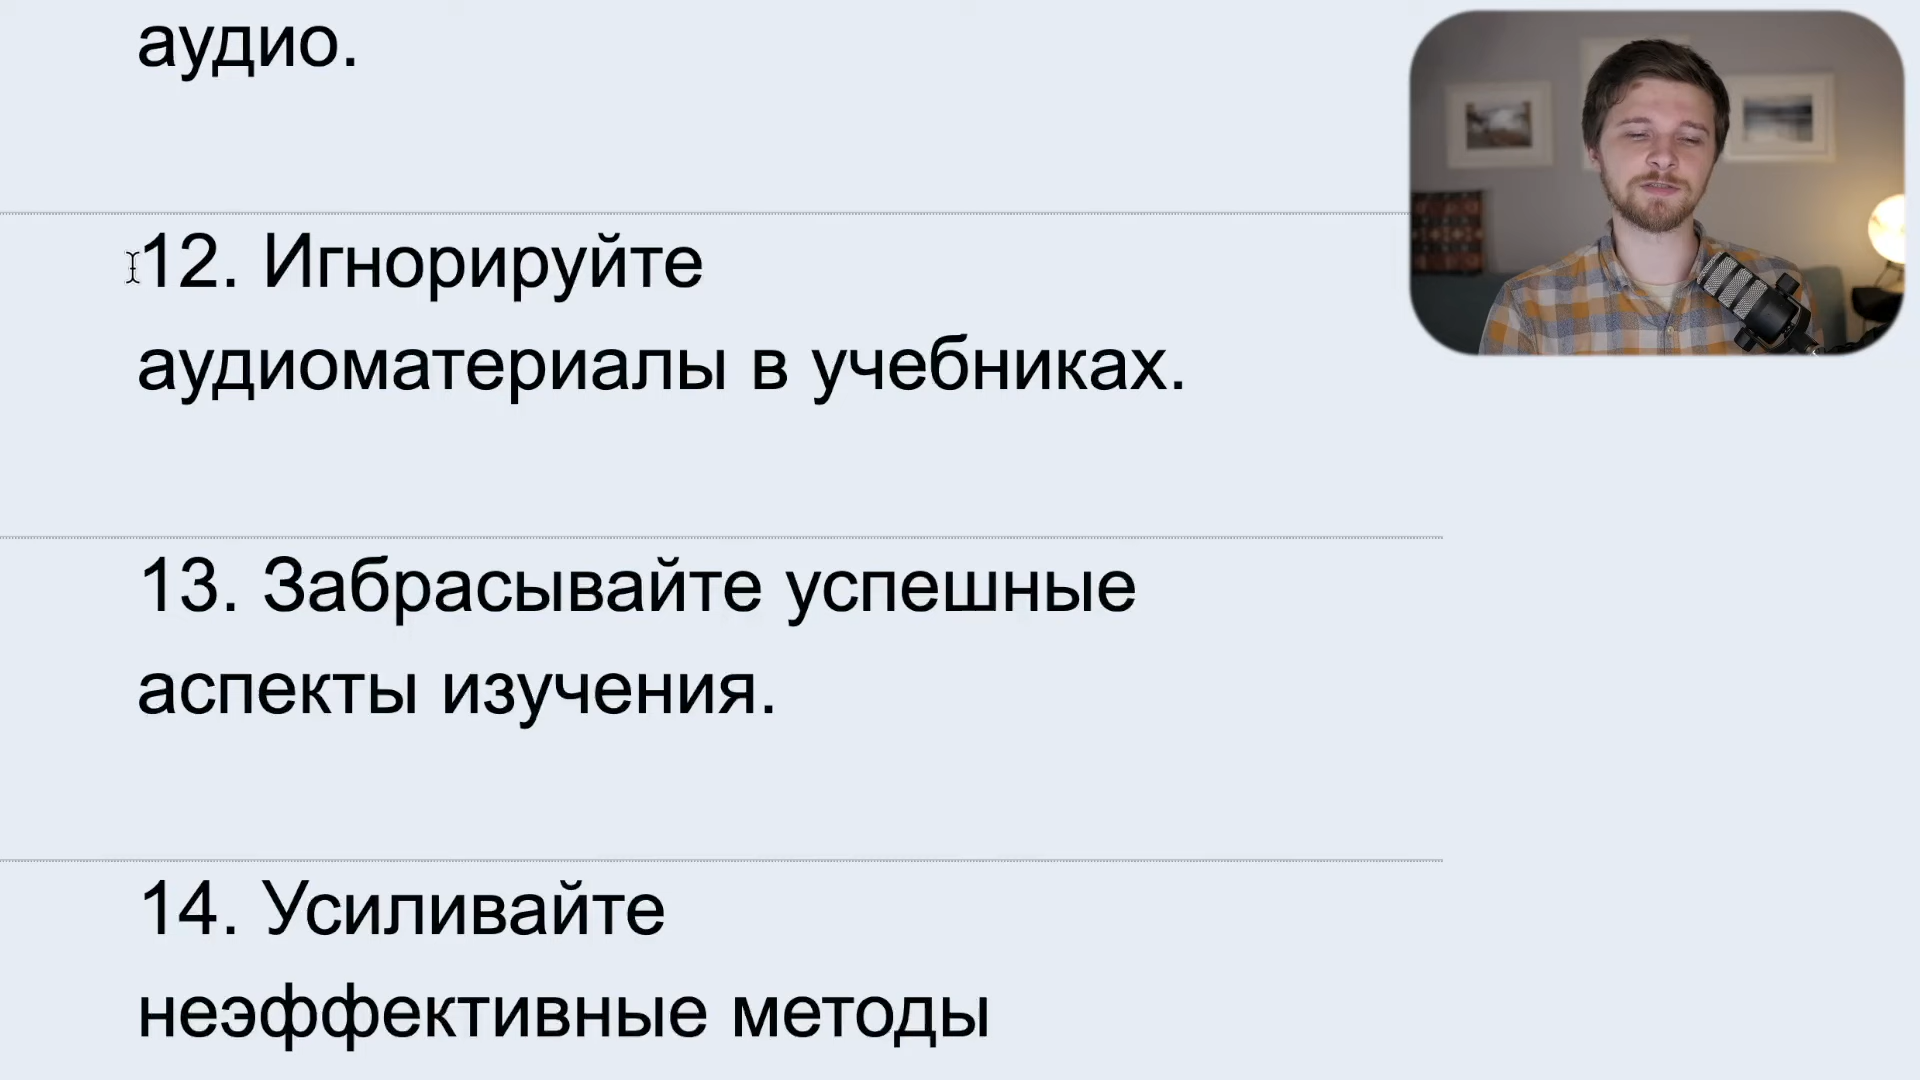 аудио.
12. Игнорируйте
аудиоматериалы в учебниках.
13. Забрасывайте успешные
аспекты изучения.
14. Усиливайте
неэффективные методы